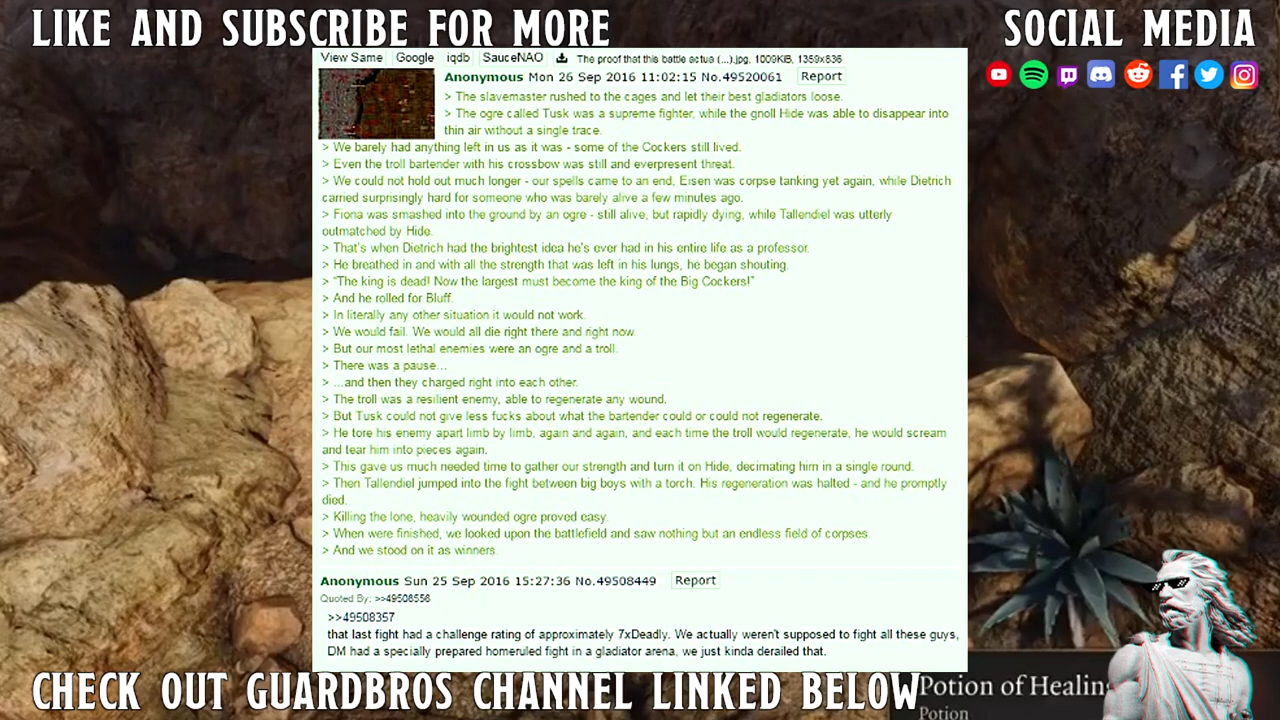 LIKE AND SUBSCRIBE FOR MORE
SOCIAL MEDIA
View Same Google iqdb SauceNAO The proof that this battle actua (...).jpg, 1009KiB, 1359x836
Anonymous Mon 26 Sep 2016 11:02:15 No.49520061 Report
> The slavemaster rushed to the cages and let their best gladiators loose.
> The ogre called Tusk was a supreme fighter, while the gnoll Hide was able to disappear into
thin air without a single trace.
> We barely had anything left in us as it was - some of the Cockers still lived.
> Even the troll bartender with his crossbow was still and everpresent threat.
> We could not hold out much longer - our spells came to an end, Eisen was corpse tanking yet again, while Dietrich
carried surprisingly hard for someone who was barely alive a few minutes ago.
> Fiona was smashed into the ground by an ogre - still alive, but rapidly dying, while Tallendiel was utterly
outmatched by Hide.
> That's when Dietrich had the brightest idea he's ever had in his entire life as a professor.
> He breathed in and with all the strength that was left in his lungs, he began shouting.
> "The king is dead! Now the largest must become the king of the Big Cockers!"
> And he rolled for Bluff.
> In literally any other situation it would not work.
> We would fail. We would all die right there and right now.
> But our most lethal enemies were an ogre and a troll.
> There was a pause...
> ...and then they charged right into each other.
> The troll was a resilient enemy, able to regenerate any wound.
> But Tusk could not give less fucks about what the bartender could or could not regenerate.
> He tore his enemy apart limb by limb, again and again, and each time the troll would regenerate, he would scream
and tear him into pieces again.
> This gave us much needed time to gather our strength and turn it on Hide, decimating him in a single round.
> Then Tallendiel jumped into the fight between big boys with a torch. His regeneration was halted - and he promptly
died.
> Killing the lone, heavily wounded ogre proved easy.
> When were finished, we looked upon the battlefield and saw nothing but an endless field of corpses.
> And we stood on it as winners.
Anonymous Sun 25 Sep 2016 15:27:36 No.49508449 Report
Quoted By: >>49508556
>>49508357
that last fight had a challenge rating of approximately 7xDeadly. We actually weren't supposed to fight all these guys,
DM had a specially prepared homeruled fight in a gladiator arena, we just kinda derailed that.
CHECK OUT GUARDBROS CHANNEL LINKED BELOW
Potion of Healin
Potion